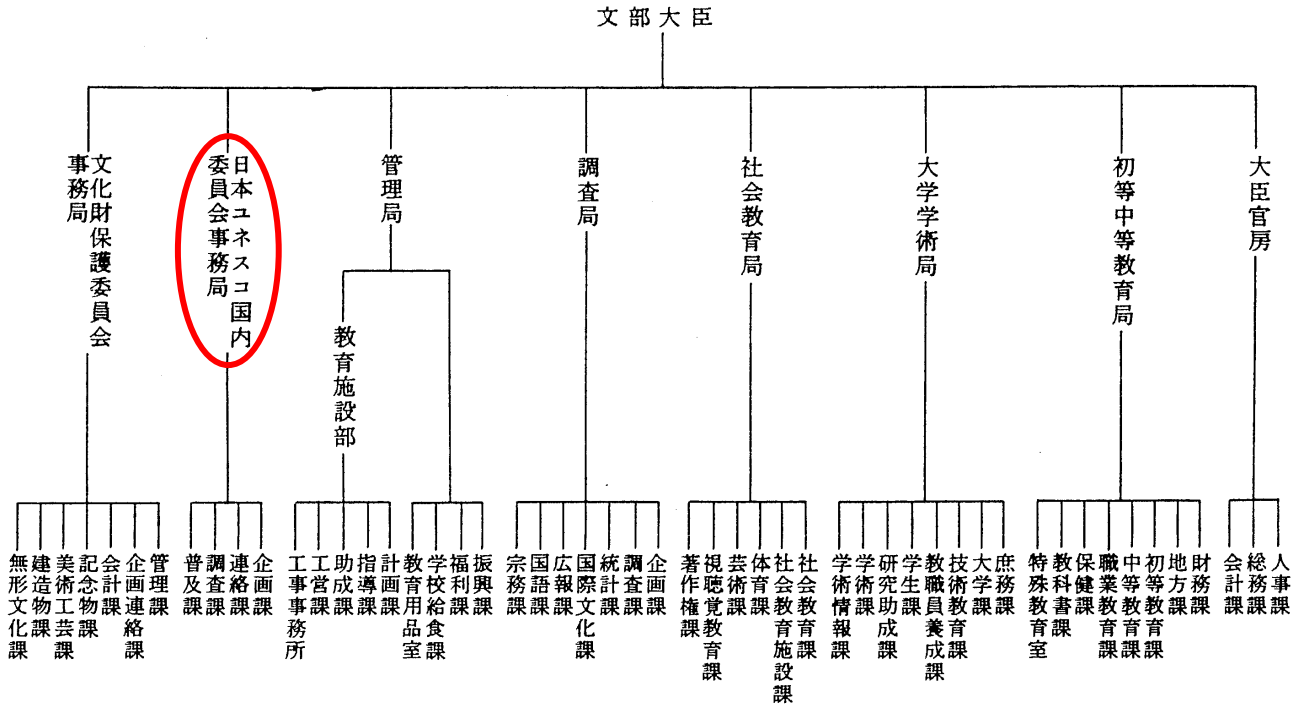 文部大臣
大臣官房
人事課
総務課
会計課
初等中等教育局
財務課
地方課
初等教育課
中等教育課
職業教育課
保健課
教科書課
特殊教育室
大学学術局
庶務課
大学課
技術教育課
教職員養成課
学生課
研究助成課
学術課
学術情報課
社会教育局
社会教育課
社会教育施設課
体育課
芸術課
視聴覚教育課
著作権課
調査局
企画課
調査課
統計課
国際文化課
広報課
国語課
宗務課
管理局
振興課
福利課
学校給食課
教育用品室
教育施設部
計画課
指導課
助成課
工営課
工事事務所
日本ユネスコ国内
委員会事務局
企画課
連絡課
調査課
普及課
文化財保護委員会
事務局
管理課
企画連絡課
会計課
記念物課
美術工芸課
建造物課
無形文化課